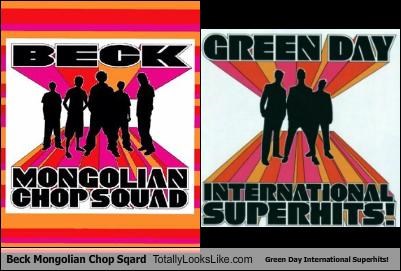 BECK
MONGOLIAN
CHOP SQUAD
GREEN DAY
INTERNATIONAL
SUPERHITS!
Beck Mongolian Chop Sqard TotallyLooksLike.com Green Day International Superhits!